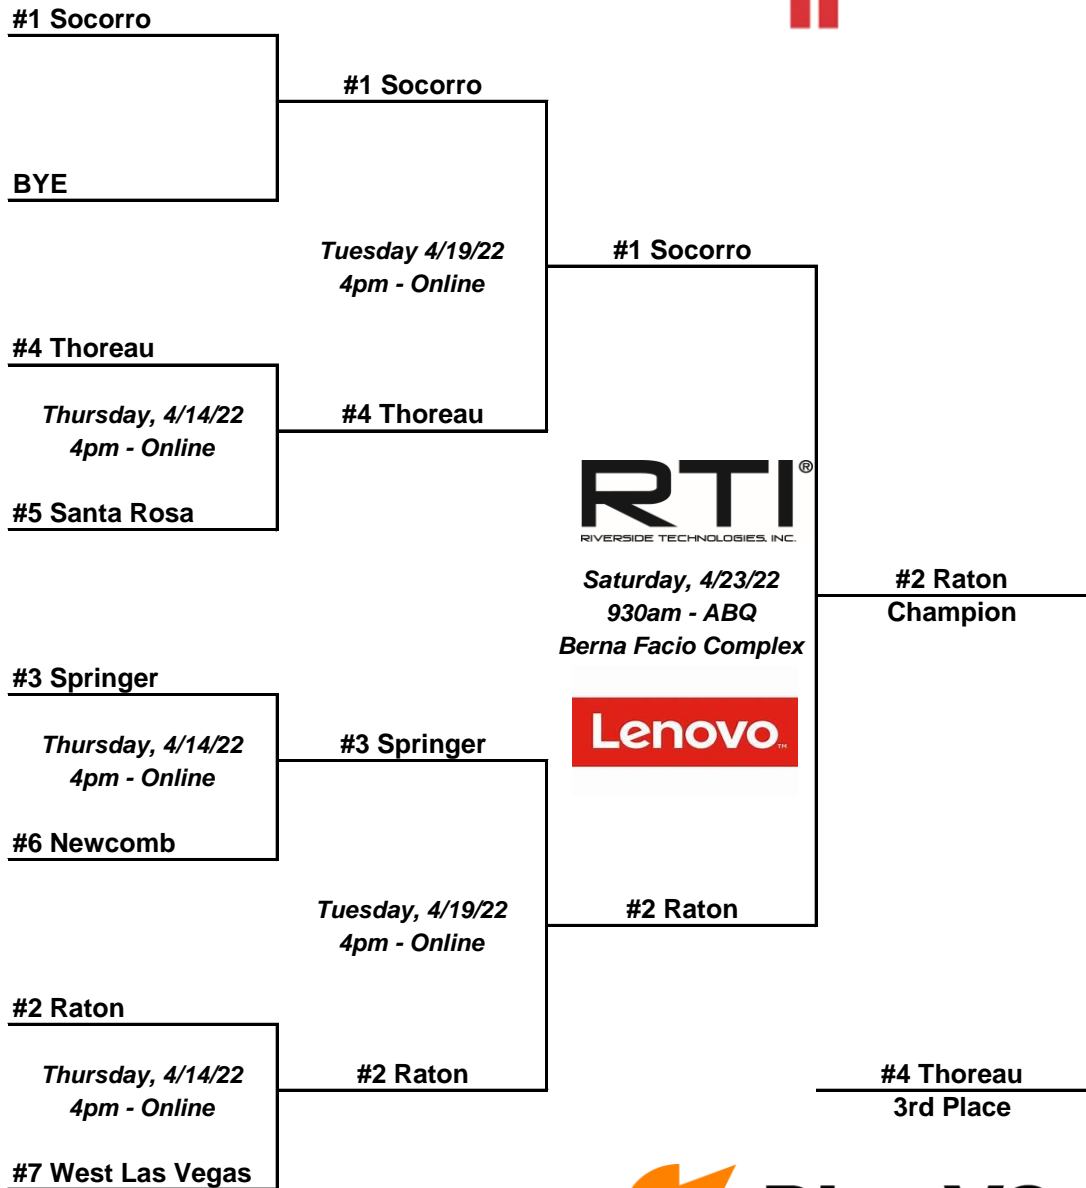 #1 Socorro
#1 Socorro
BYE
Tuesday 4/19/22
4pm - Online
#1 Socorro
#4 Thoreau
Thursday, 4/14/22
4pm - Online
#4 Thoreau
#5 Santa Rosa
RTI®
RIVERSIDE TECHNOLOGIES, INC.
Saturday, 4/23/22
930am - ABQ
Berna Facio Complex
#2 Raton
Champion
#3 Springer
Thursday, 4/14/22
4pm - Online
#3 Springer
Lenovo™
#6 Newcomb
Tuesday, 4/19/22
4pm - Online
#2 Raton
#2 Raton
Thursday, 4/14/22
4pm - Online
#2 Raton
#4 Thoreau
3rd Place
#7 West Las Vegas